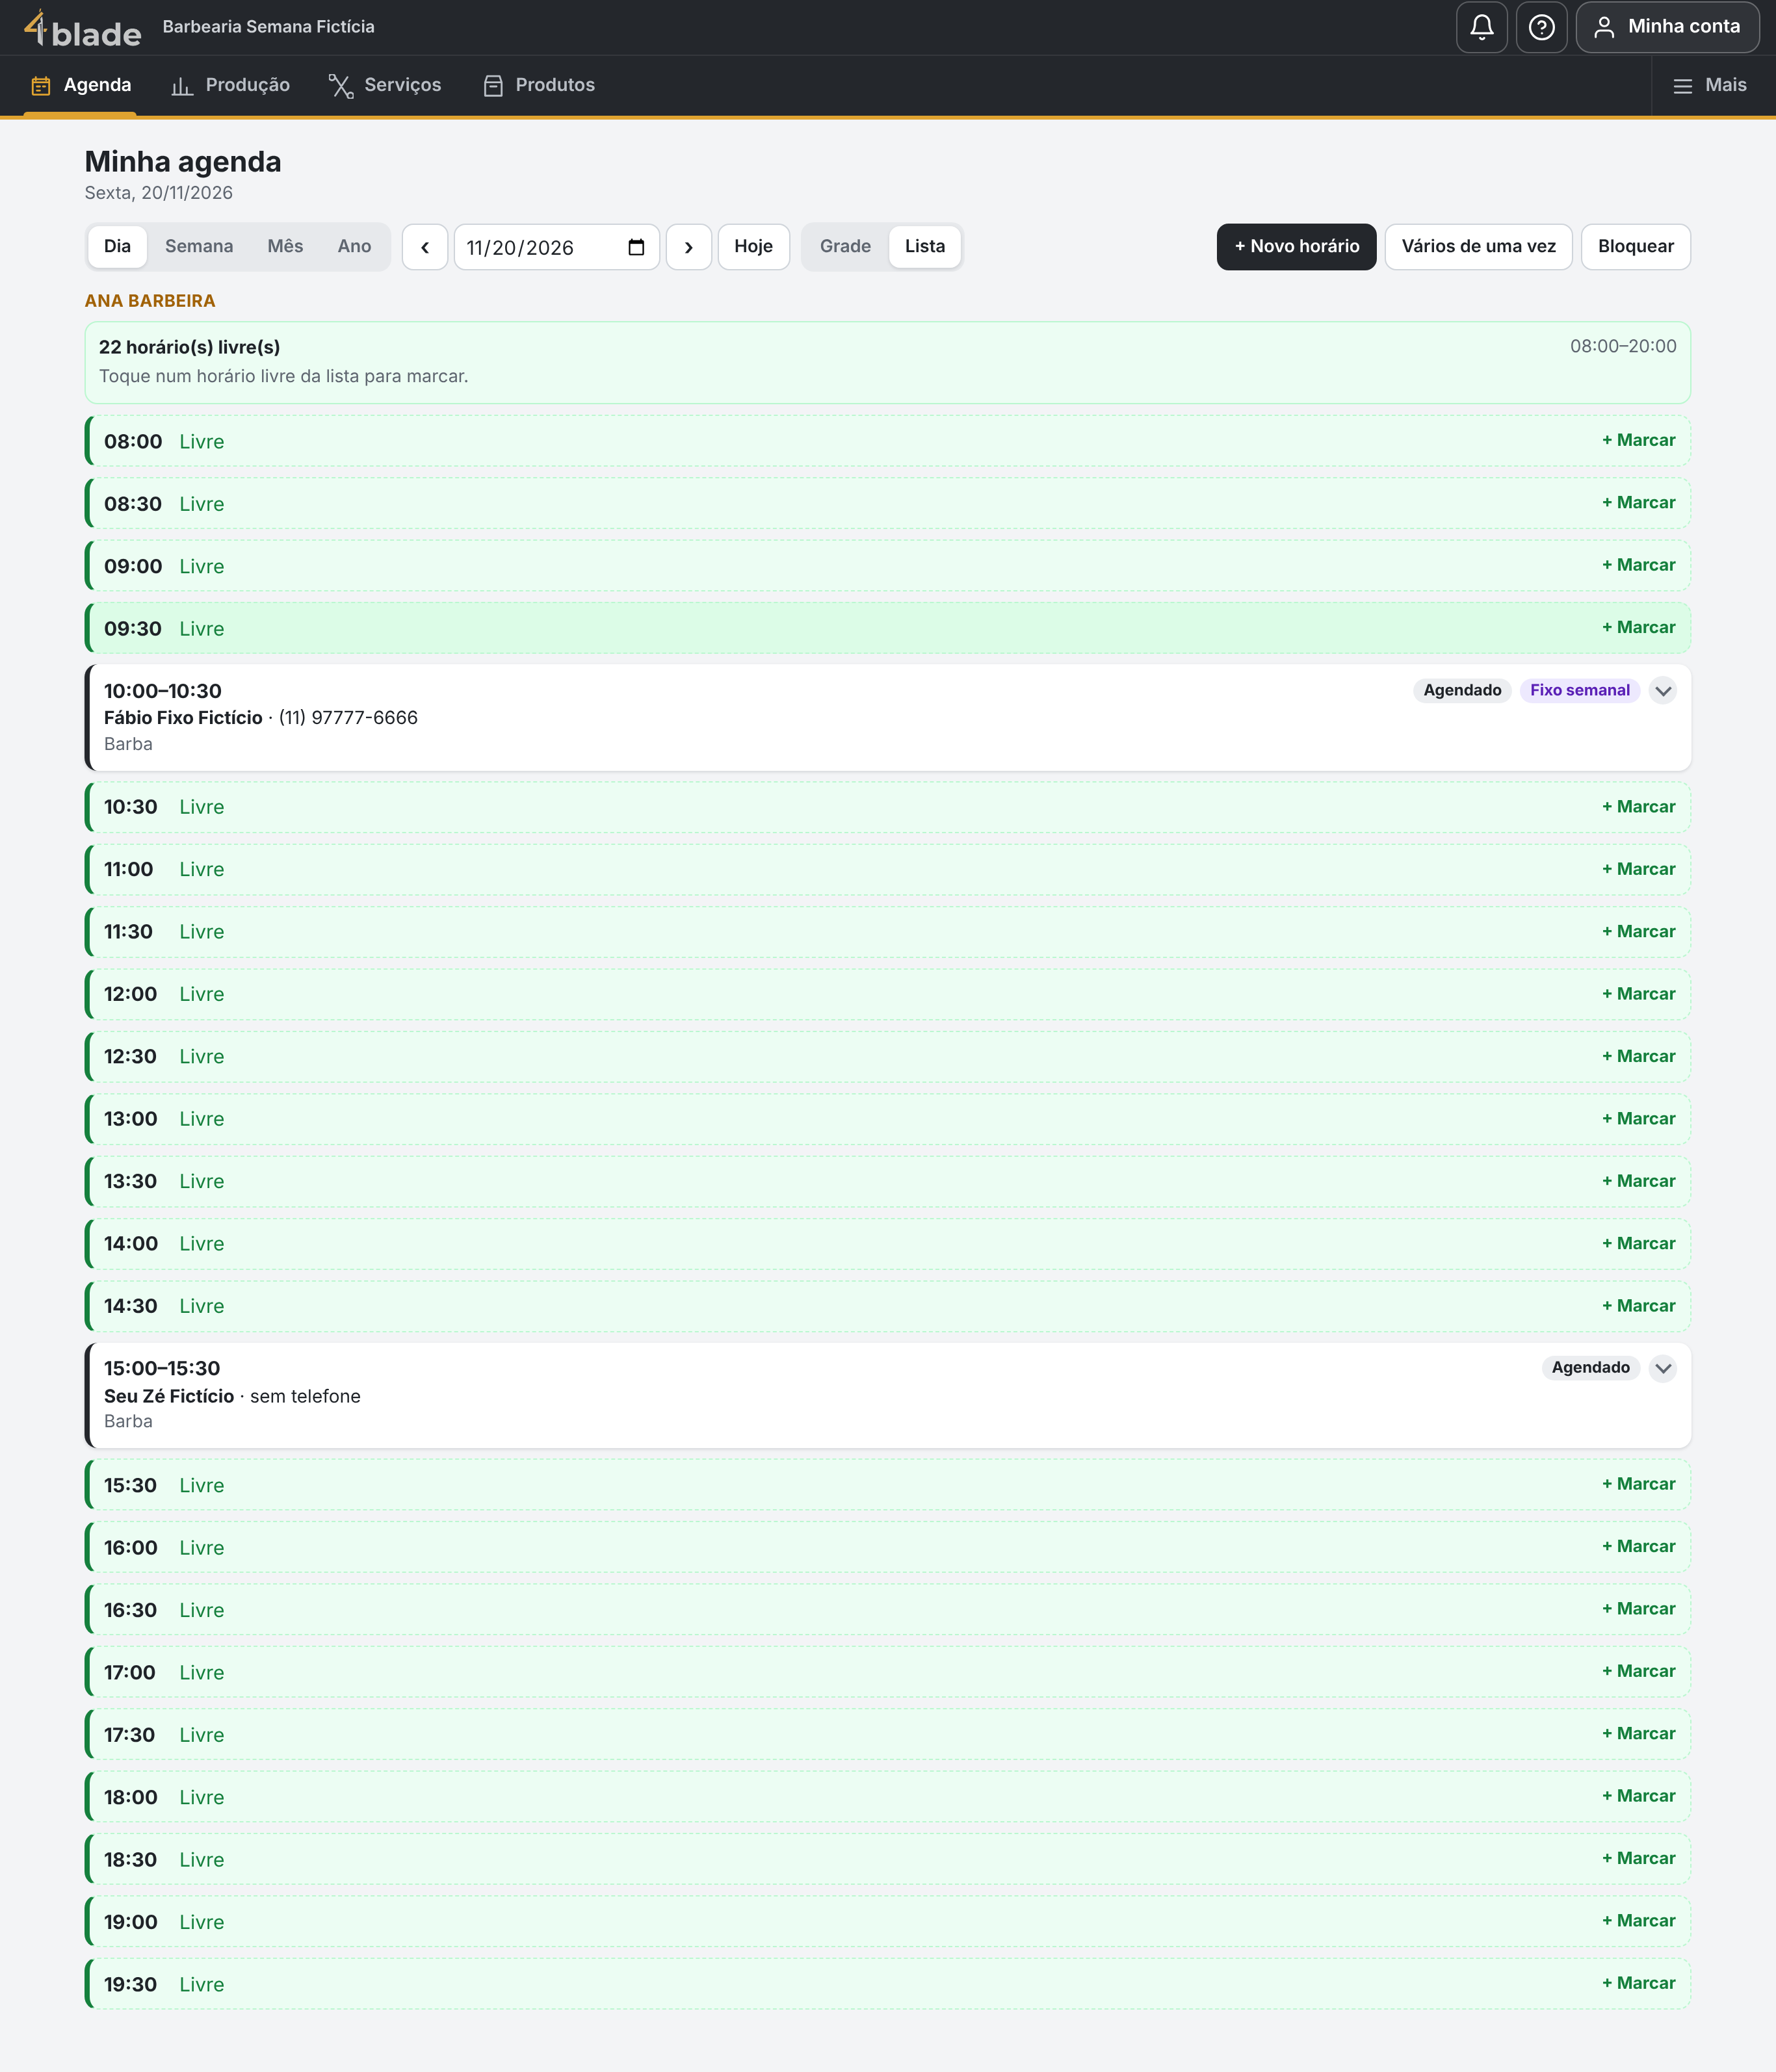 4blade Barbearia Semana Fictícia Minha conta
Agenda Produção Serviços Produtos Mais
Minha agenda
Sexta, 20/11/2026
Dia Semana Mês Ano ‹ 11/20/2026 › Hoje Grade Lista + Novo horário Vários de uma vez Bloquear
ANA BARBEIRA
22 horário(s) livre(s) 08:00–20:00
Toque num horário livre da lista para marcar.
08:00 Livre + Marcar
08:30 Livre + Marcar
09:00 Livre + Marcar
09:30 Livre + Marcar
10:00–10:30 Agendado Fixo semanal
Fábio Fixo Fictício · (11) 97777-6666
Barba
10:30 Livre + Marcar
11:00 Livre + Marcar
11:30 Livre + Marcar
12:00 Livre + Marcar
12:30 Livre + Marcar
13:00 Livre + Marcar
13:30 Livre + Marcar
14:00 Livre + Marcar
14:30 Livre + Marcar
15:00–15:30 Agendado
Seu Zé Fictício · sem telefone
Barba
15:30 Livre + Marcar
16:00 Livre + Marcar
16:30 Livre + Marcar
17:00 Livre + Marcar
17:30 Livre + Marcar
18:00 Livre + Marcar
18:30 Livre + Marcar
19:00 Livre + Marcar
19:30 Livre + Marcar